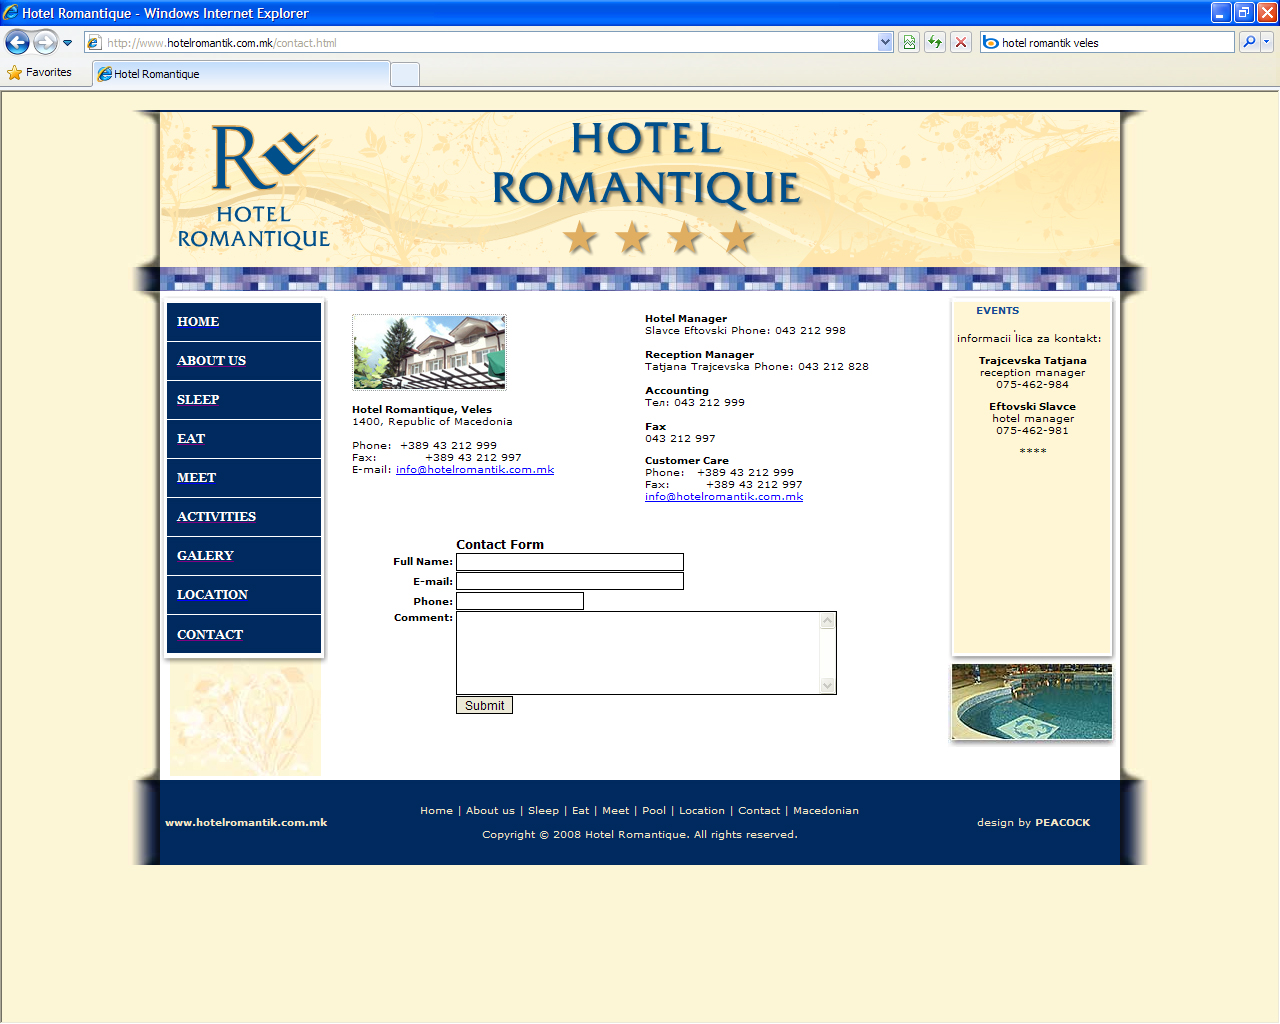 Hotel Romantique - Windows Internet Explorer
http://www.hotelromantik.com.mk/contact.html
hotel romantik veles
Favorites
Hotel Romantique
HOTEL
ROMANTIQUE
HOTEL
ROMANTIQUE
HOME
ABOUT US
SLEEP
EAT
MEET
ACTIVITIES
GALERY
LOCATION
CONTACT
Hotel Romantique, Veles
1400, Republic of Macedonia
Phone: +389 43 212 999
Fax: +389 43 212 997
E-mail: info@hotelromantik.com.mk
Hotel Manager
Slavce Eftovski Phone: 043 212 998
Reception Manager
Tatjana Trajcevska Phone: 043 212 828
Accounting
Тел: 043 212 999
Fax
043 212 997
Customer Care
Phone: +389 43 212 999
Fax: +389 43 212 997
info@hotelromantik.com.mk
Contact Form
Full Name:
E-mail:
Phone:
Comment:
Submit
EVENTS
informacii lica za kontakt:
Trajcevska Tatjana
reception manager
075-462-984
Eftovski Slavce
hotel manager
075-462-981
****
www.hotelromantik.com.mk
Home | About us | Sleep | Eat | Meet | Pool | Location | Contact | Macedonian
Copyright © 2008 Hotel Romantique. All rights reserved.
design by PEACOCK